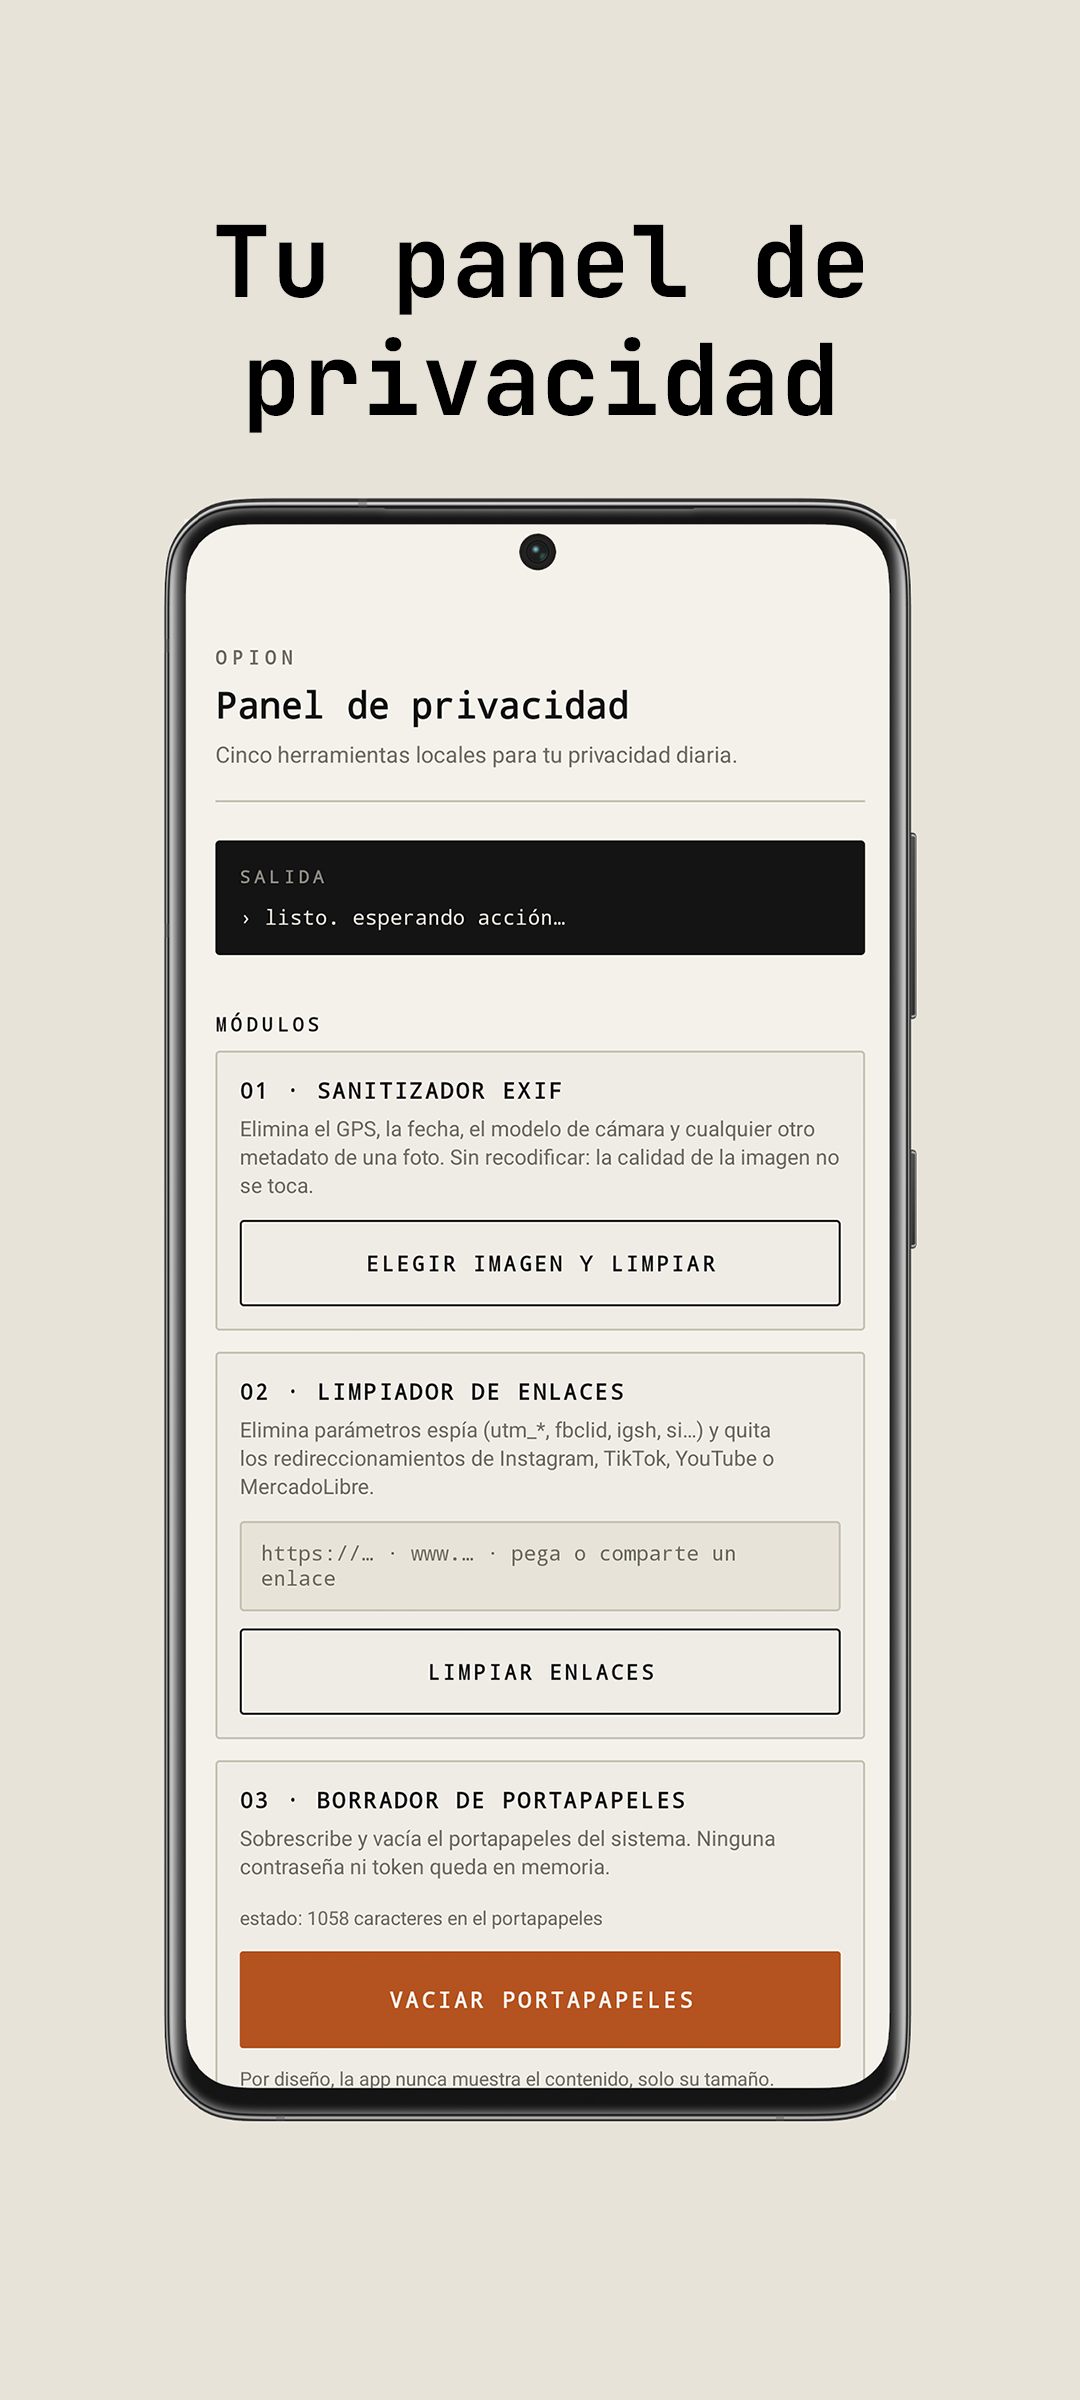 Tu panel de
privacidad
OPION
Panel de privacidad
Cinco herramientas locales para tu privacidad diaria.
SALIDA
› listo. esperando acción…
MÓDULOS
01 · SANITIZADOR EXIF
Elimina el GPS, la fecha, el modelo de cámara y cualquier otro
metadato de una foto. Sin recodificar: la calidad de la imagen no
se toca.
ELEGIR IMAGEN Y LIMPIAR
02 · LIMPIADOR DE ENLACES
Elimina parámetros espía (utm_*, fbclid, igsh, si…) y quita
los redireccionamientos de Instagram, TikTok, YouTube o
MercadoLibre.
https://… · www.… · pega o comparte un
enlace
LIMPIAR ENLACES
03 · BORRADOR DE PORTAPAPELES
Sobrescribe y vacía el portapapeles del sistema. Ninguna
contraseña ni token queda en memoria.
estado: 1058 caracteres en el portapapeles
VACIAR PORTAPAPELES
Por diseño, la app nunca muestra el contenido, solo su tamaño.